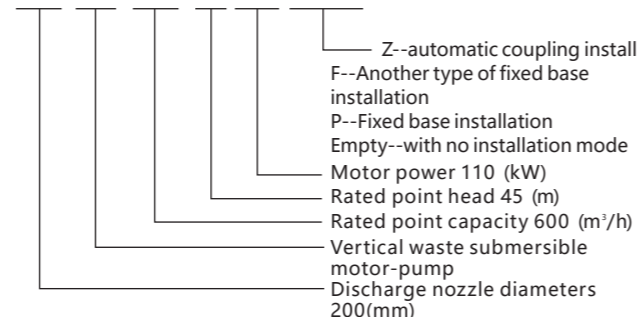 Z--automatic coupling install
F--Another type of fixed base
installation
P--Fixed base installation
Empty--with no installation mode
Motor power 110 (kW)
Rated point head 45 (m)
Rated point capacity 600 (m³/h)
Vertical waste submersible
motor-pump
Discharge nozzle diameters
200(mm)